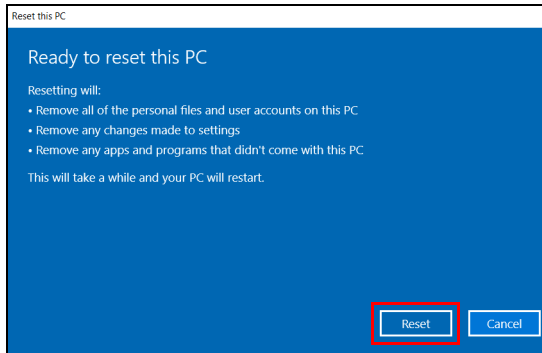 Reset this PC
Ready to reset this PC
Resetting will:
• Remove all of the personal files and user accounts on this PC
• Remove any changes made to settings
• Remove any apps and programs that didn't come with this PC
This will take a while and your PC will restart.
Reset Cancel